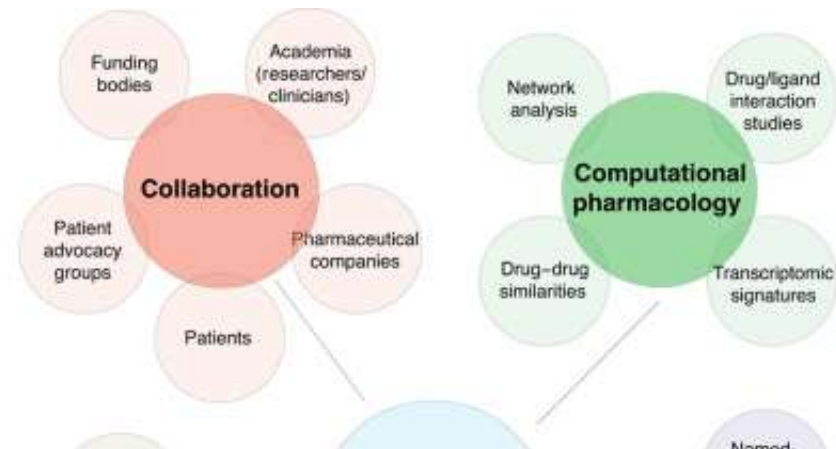 Funding
bodies
Academia
(researchers/
clinicians)
Collaboration
Patient
advocacy
groups
Pharmaceutical
companies
Patients
Network
analysis
Drug/ligand
interaction
studies
Computational
pharmacology
Drug–drug
similarities
Transcriptomic
signatures
Named-